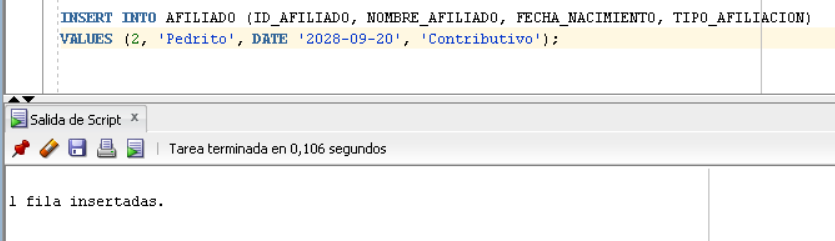 INSERT INTO AFILIADO (ID_AFILIADO, NOMBRE_AFILIADO, FECHA_NACIMIENTO, TIPO_AFILIACION)
VALUES (2, 'Pedrito', DATE '2028-09-20', 'Contributivo');
Salida de Script x
Tarea terminada en 0,106 segundos
1 fila insertadas.